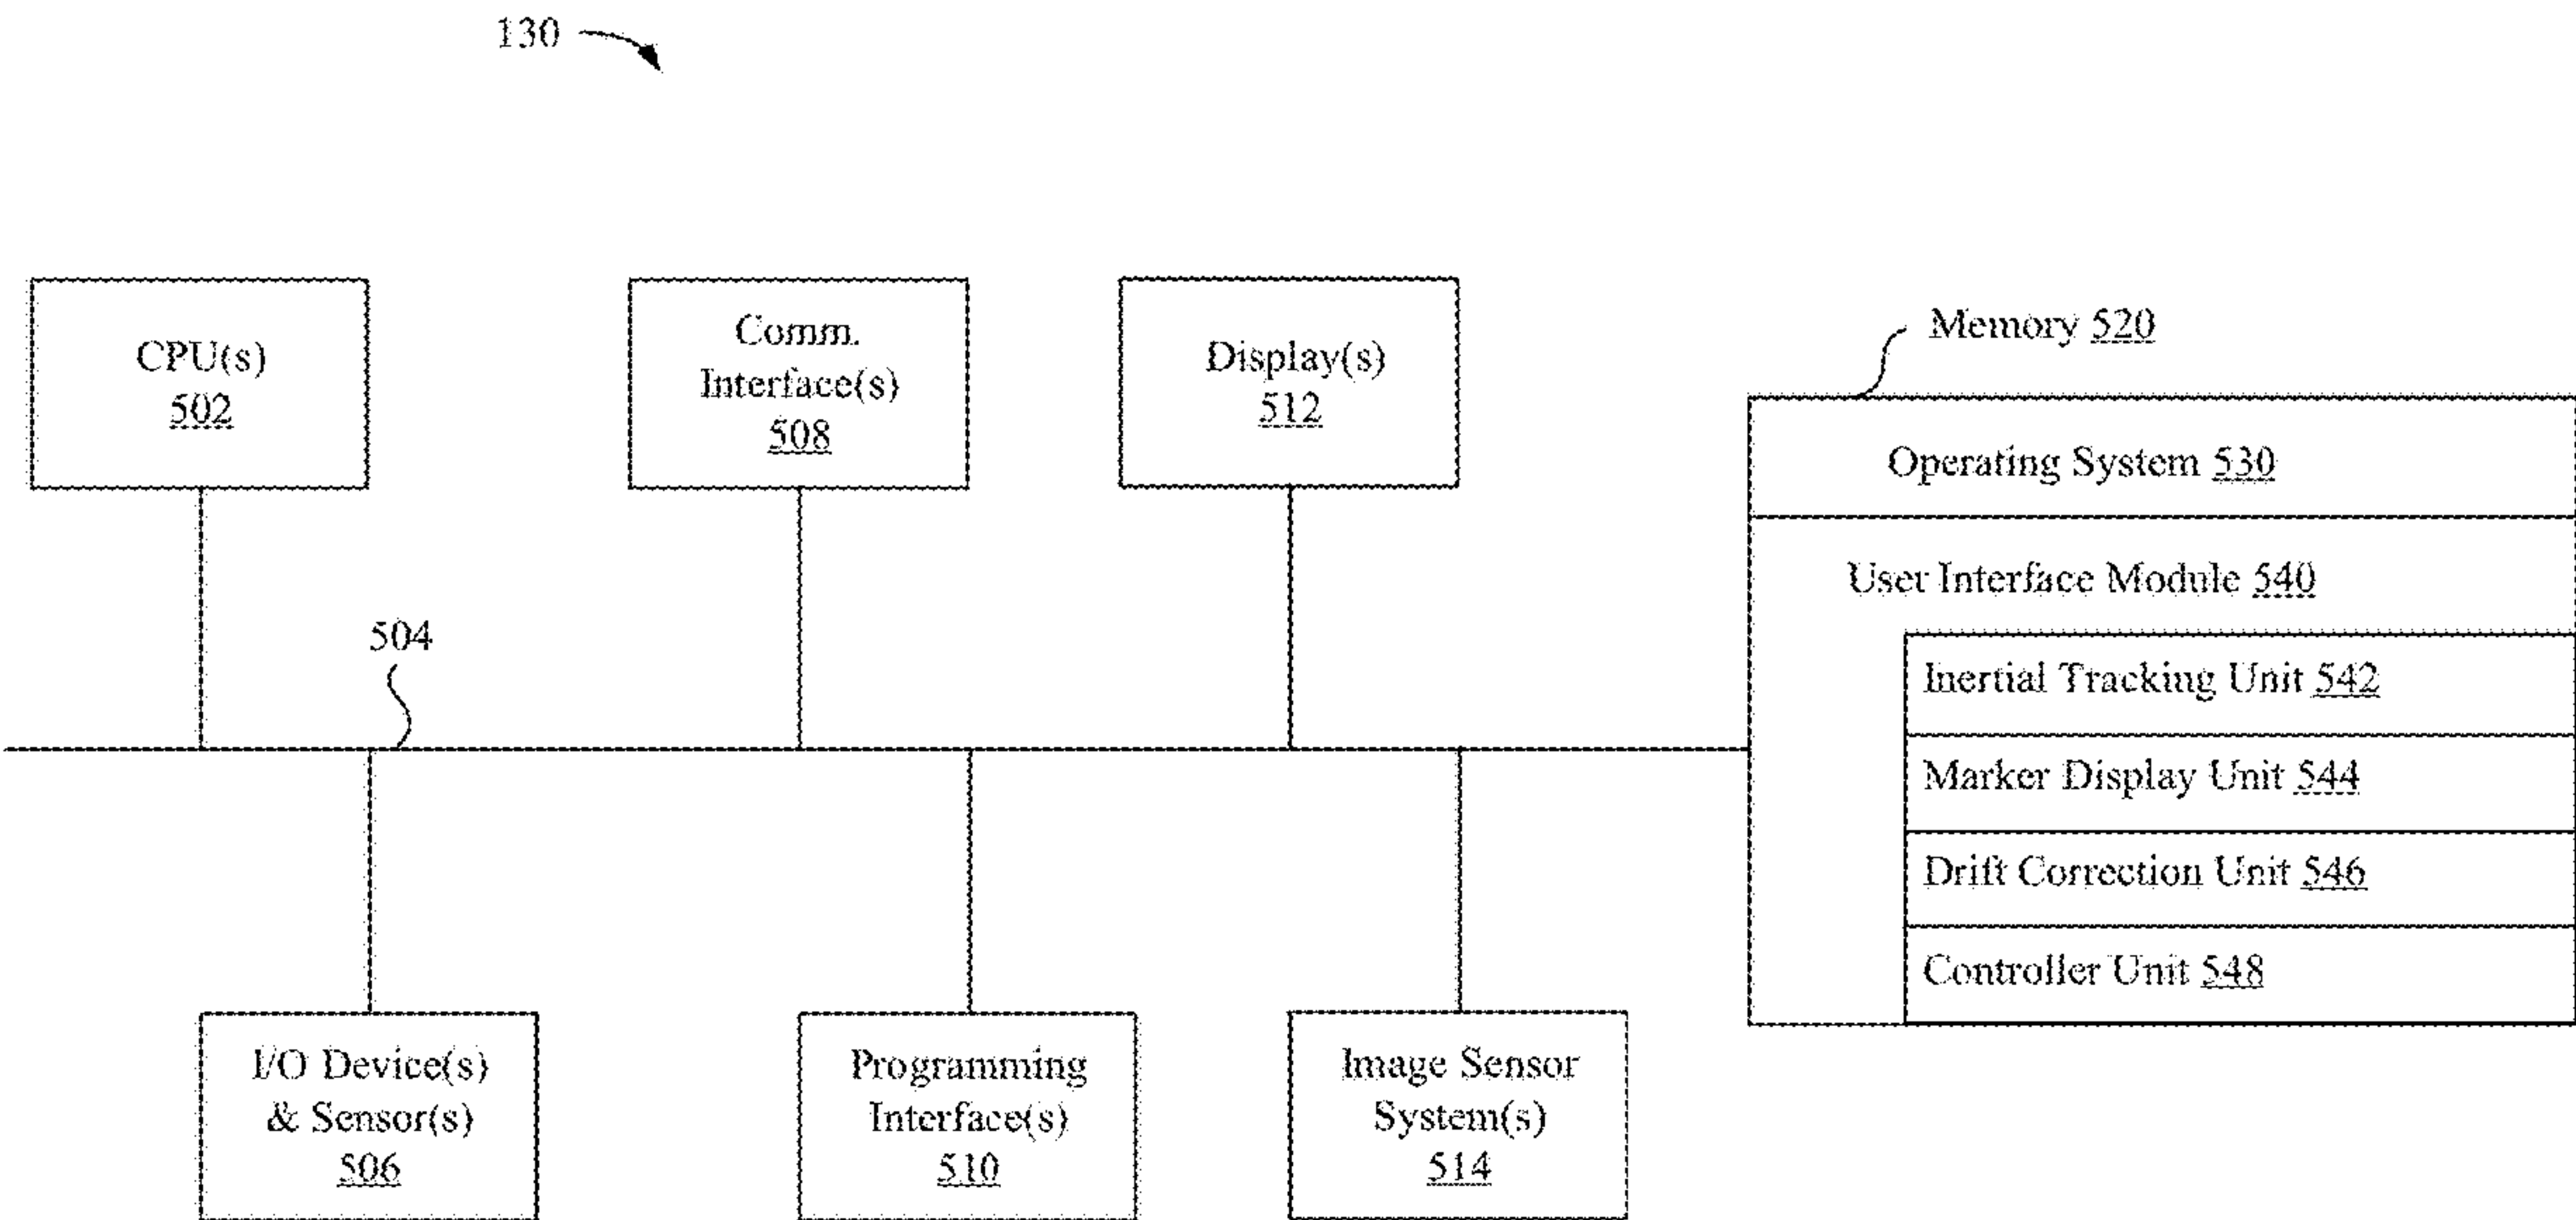 130
CPU(s)
502
Comm.
Interface(s)
508
Display(s)
512
Memory 520
Operating System 530
User Interface Module 540
Inertial Tracking Unit 542
Marker Display Unit 544
Drift Correction Unit 546
Controller Unit 548
504
I/O Device(s)
& Sensor(s)
506
Programming
Interface(s)
510
Image Sensor
System(s)
514